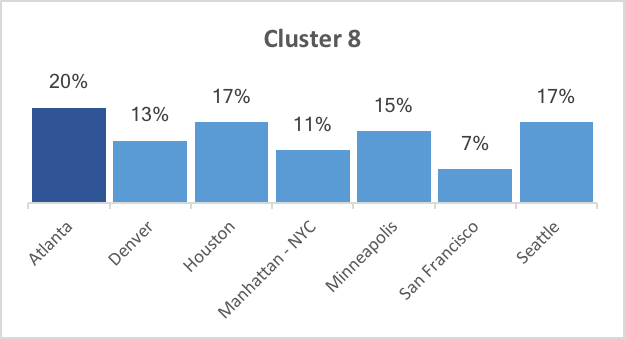 Cluster 8
20%
13%
17%
11%
15%
7%
17%
Atlanta
Denver
Houston
Manhattan - NYC
Minneapolis
San Francisco
Seattle